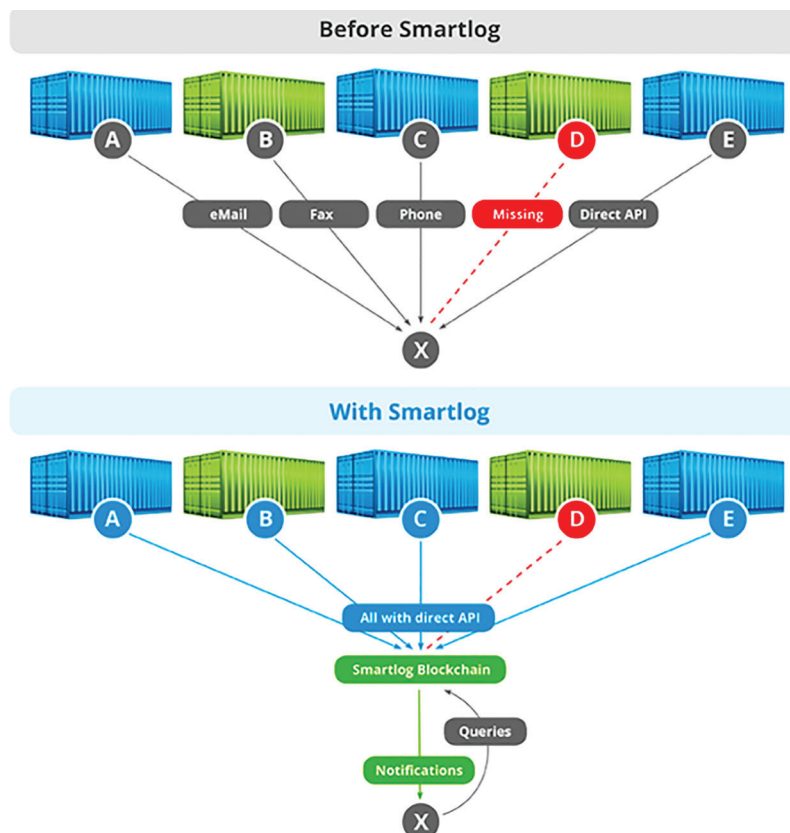 Before Smartlog
A B C D E
eMail Fax Phone Missing Direct API
X
With Smartlog
A B C D E
All with direct API
Smartlog Blockchain
Queries
Notifications
X